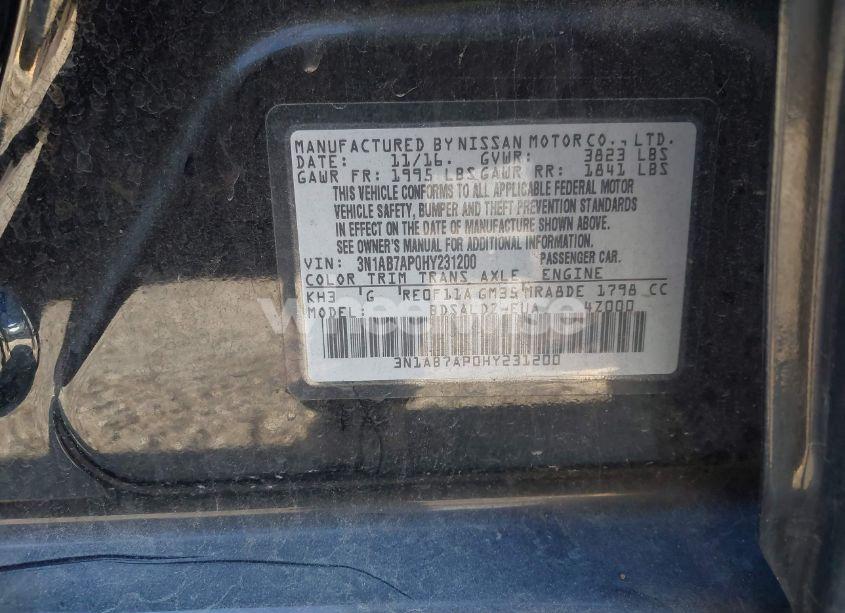 MANUFACTURED BY NISSAN MOTOR CO., LTD.
DATE: 11/16. GVWR: 3823 LBS
GAWR FR: 1995 LBS GAWR RR: 1841 LBS
THIS VEHICLE CONFORMS TO ALL APPLICABLE FEDERAL MOTOR
VEHICLE SAFETY, BUMPER AND THEFT PREVENTION STANDARDS
IN EFFECT ON THE DATE OF MANUFACTURE SHOWN ABOVE.
SEE OWNER'S MANUAL FOR ADDITIONAL INFORMATION.
VIN: 3N1AB7AP0HY231200 PASSENGER CAR.
COLOR TRIM TRANS AXLE ENGINE
KH3 G RE0F11A GM35 MRA8DE 1798 CC
MODEL: 4Z000
3N1AB7AP0HY231200